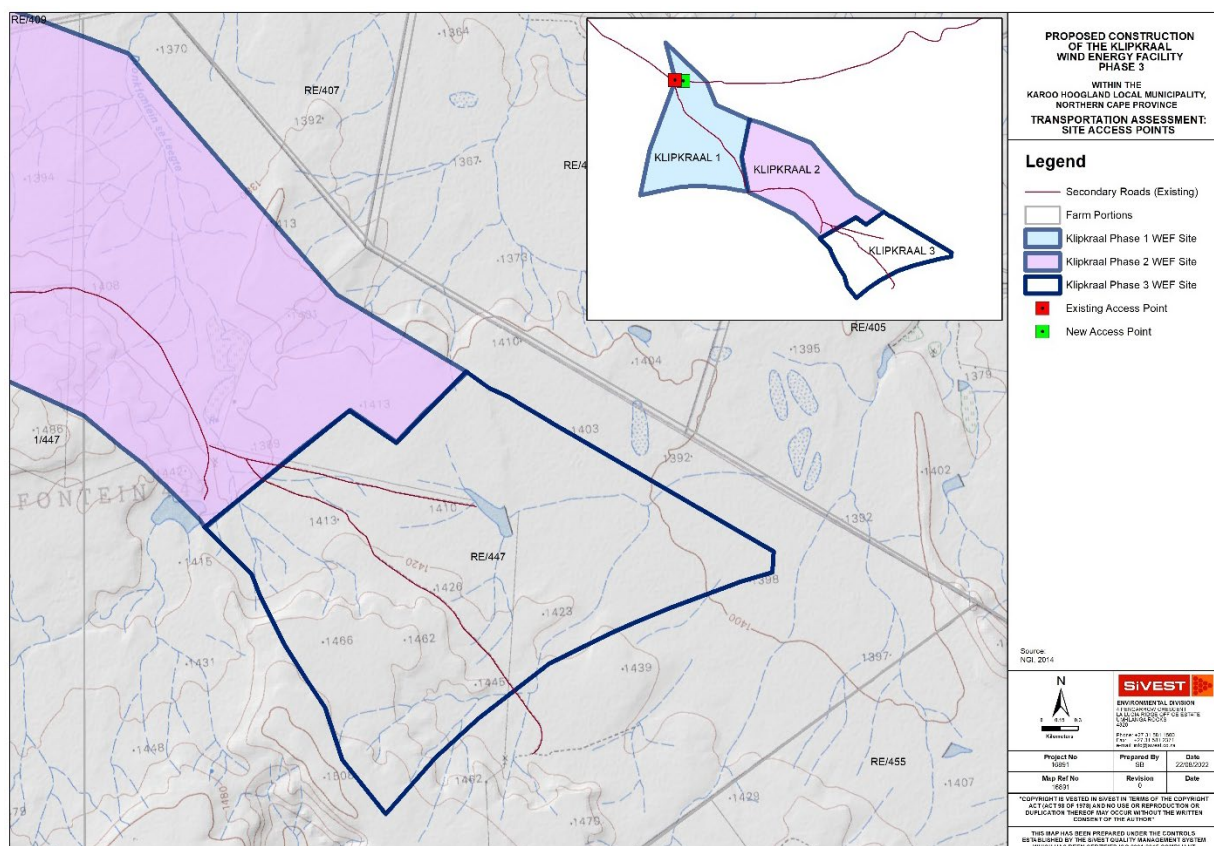 RE/409
1370
1364
RE/407
1392
1367
1394
1373
1408
1410
1404
RE/405
1395
1379
1413
1403
1486
1/447
1392
1402
FONTEIN
1413
1410
1392
RE/447
1415
1420
1426
1398
1423
1400
1466
1462
1431
1397
1439
1445
1448
RE/455
1462
1407
1480
1429
1479
KLIPKRAAL 1
KLIPKRAAL 2
KLIPKRAAL 3
PROPOSED CONSTRUCTION
OF THE KLIPKRAAL
WIND ENERGY FACILITY
PHASE 3
WITHIN THE
KAROO HOOGLAND LOCAL MUNICIPALITY,
NORTHERN CAPE PROVINCE
TRANSPORTATION ASSESSMENT:
SITE ACCESS POINTS
Legend
Secondary Roads (Existing)
Farm Portions
Klipkraal Phase 1 WEF Site
Klipkraal Phase 2 WEF Site
Klipkraal Phase 3 WEF Site
Existing Access Point
New Access Point
Source:
NGI, 2014
N
Kilometers
SiVEST
ENVIRONMENTAL DIVISION
Project No
16891
Prepared By
SB
Date
22/08/2022
Map Ref No
16891
Revision
0
Date
"COPYRIGHT IS VESTED IN SIVEST IN TERMS OF THE COPYRIGHT
ACT (ACT 98 OF 1978) AND NO USE OR REPRODUCTION OR
DUPLICATION THEREOF MAY OCCUR WITHOUT THE WRITTEN
CONSENT OF THE AUTHOR"
THIS MAP HAS BEEN PREPARED UNDER THE CONTROLS
ESTABLISHED BY THE SIVEST QUALITY MANAGEMENT SYSTEM